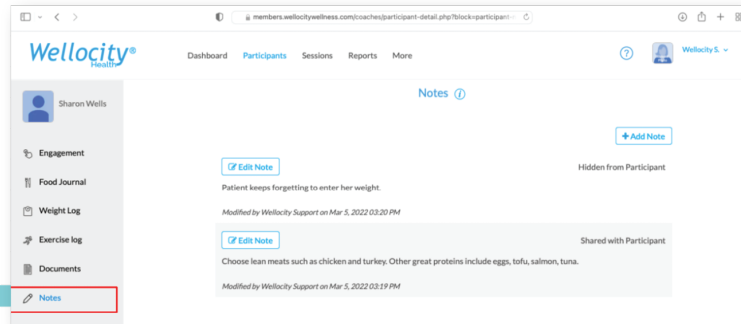 members.wellocitywellness.com/coaches/participant-detail.php?block=participant-
Wellocity®
Health
Dashboard Participants Sessions Reports More
? Wellocity S.
Sharon Wells
Engagement
Food Journal
Weight Log
Exercise log
Documents
Notes
Notes i
+ Add Note
Edit Note Hidden from Participant
Patient keeps forgetting to enter her weight.
Modified by Wellocity Support on Mar 5, 2022 03:20 PM
Edit Note Shared with Participant
Choose lean meats such as chicken and turkey. Other great proteins include eggs, tofu, salmon, tuna.
Modified by Wellocity Support on Mar 5, 2022 03:19 PM